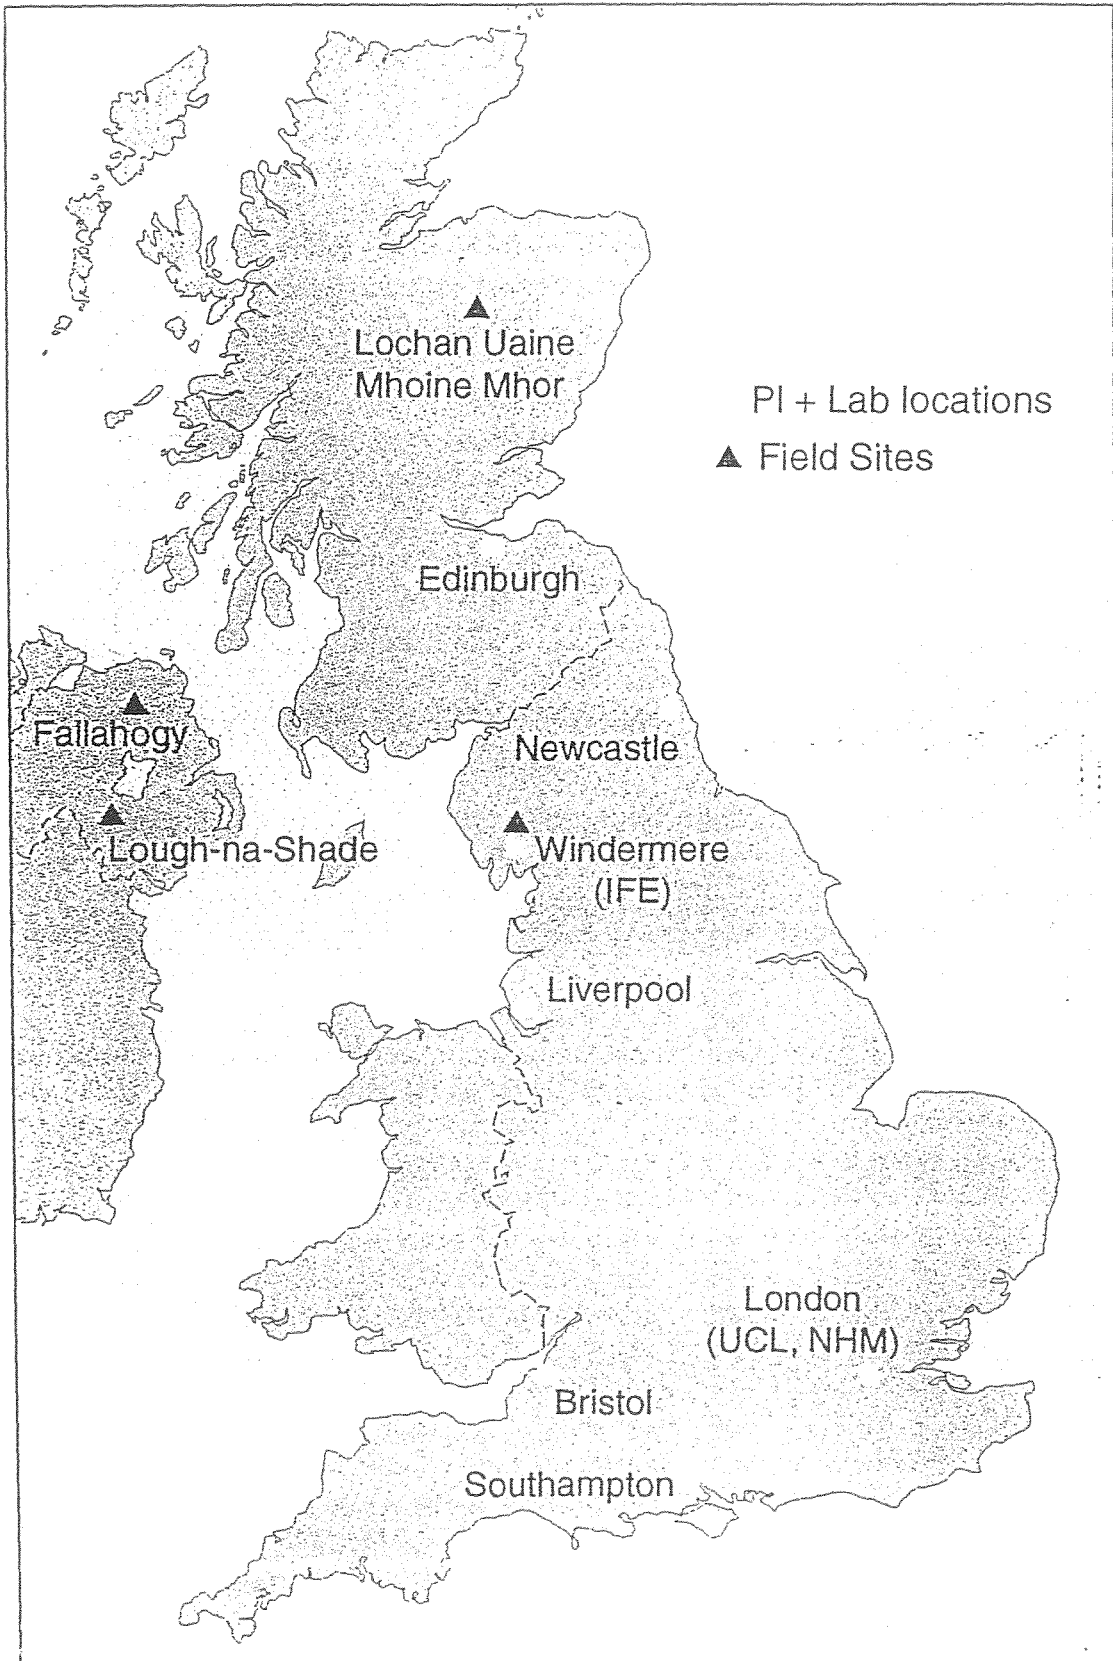 Lochan Uaine
Mhoine Mhor
PI + Lab locations
Field Sites
Edinburgh
Fallahogy
Newcastle
Lough-na-Shade
Windermere
(IFE)
Liverpool
London
(UCL, NHM)
Bristol
Southampton